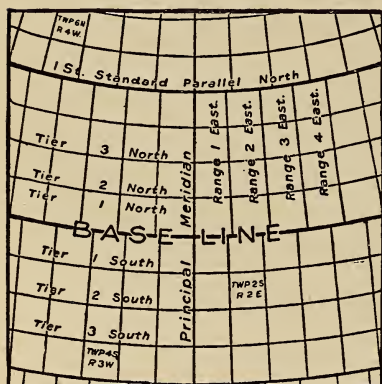 TWP6N
R4W.
1 St. Standard Parallel North
Range 1 East.
Range 2 East.
Range 3 East.
Range 4 East.
Tier 3 North
Tier 2 North
Tier 1 North
Principal Meridian
BASE LINE
Tier 1 South
Tier 2 South
TWP2S
R2E
Tier 3 South
TWP4S
R3W